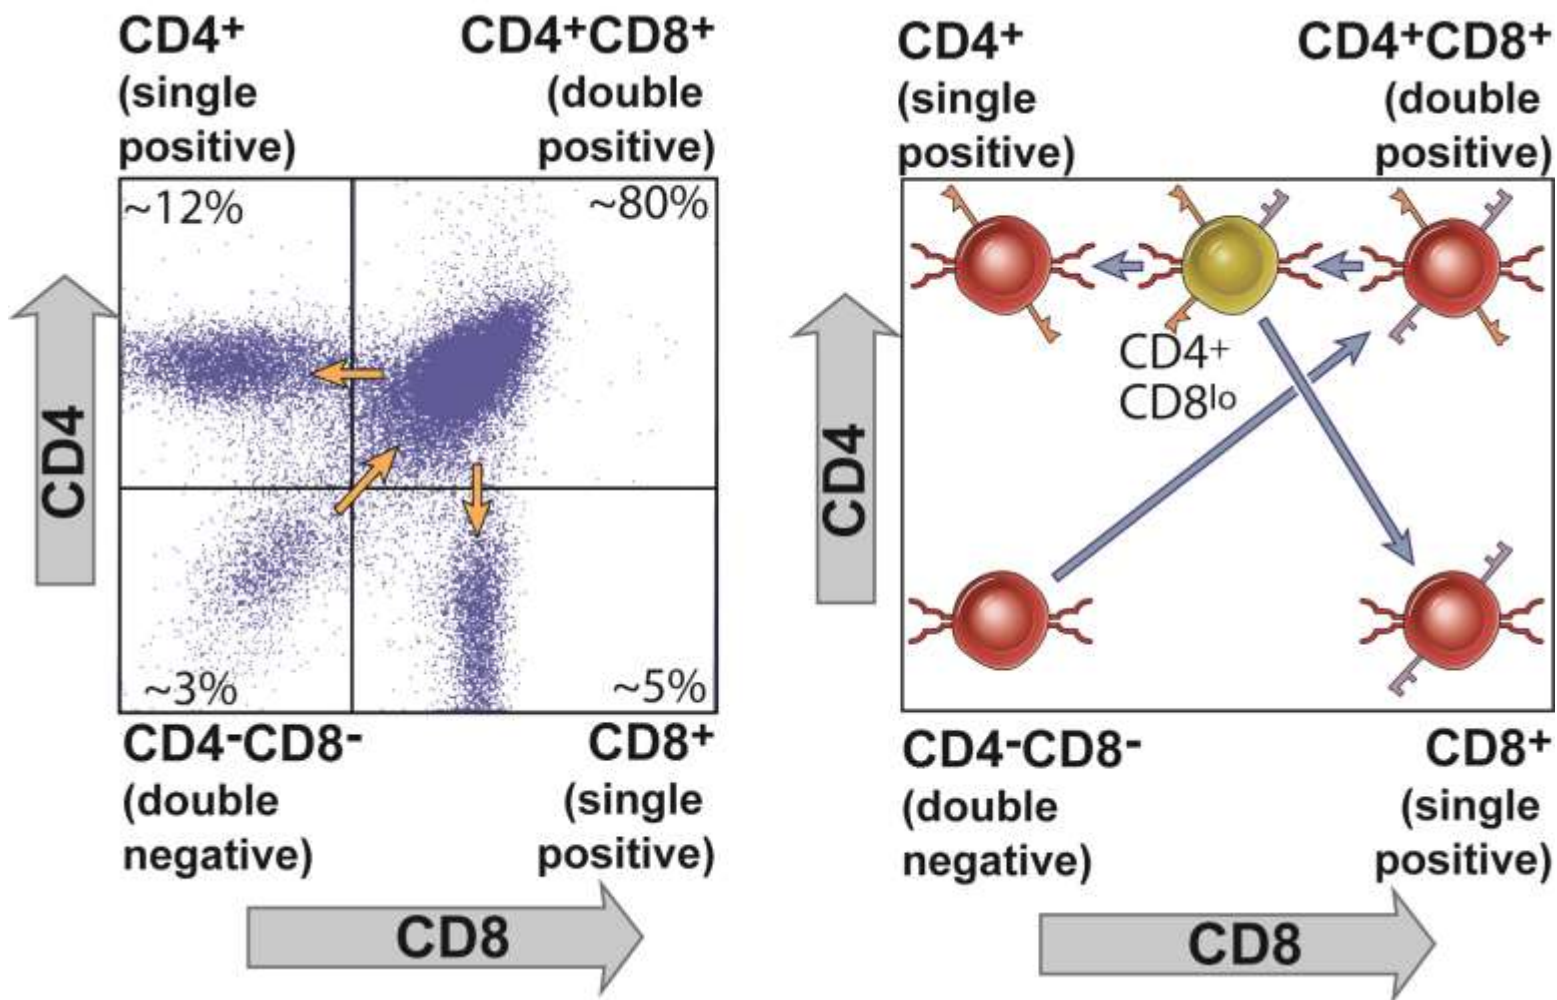 CD4+
(single
positive)
CD4+CD8+
(double
positive)
~12%
~80%
CD4
~3%
~5%
CD4-CD8-
(double
negative)
CD8+
(single
positive)
CD8
CD4+
(single
positive)
CD4+CD8+
(double
positive)
CD4+
CD8lo
CD4
CD4-CD8-
(double
negative)
CD8+
(single
positive)
CD8